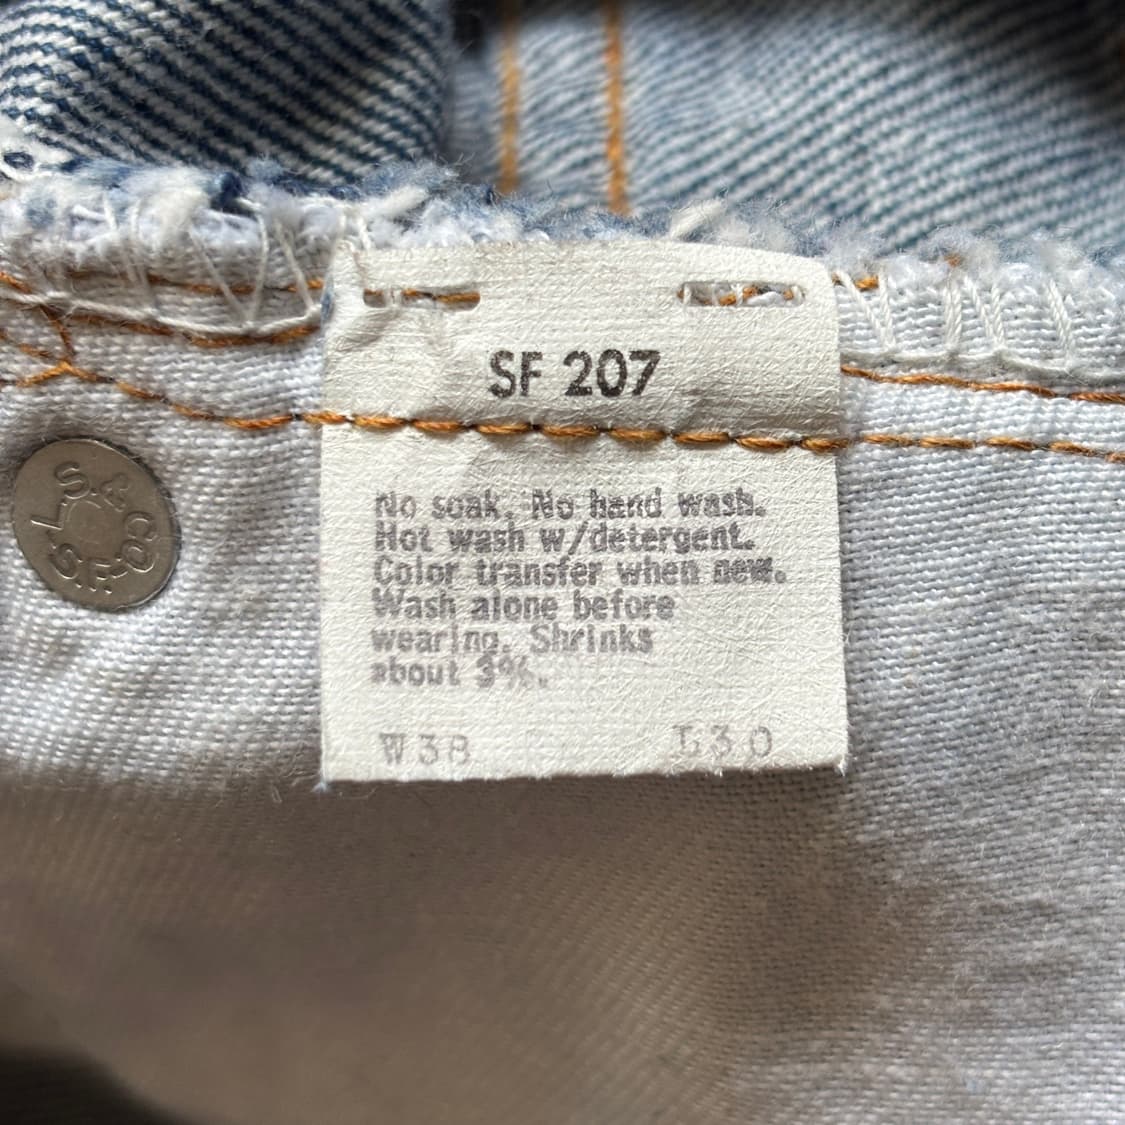 SF 207
No soak. No hand wash.
Not wash w/detergent.
Color transfer when new.
Wash alone before
wearing. Shrinks
about 3%.
W38 L30
L.S.&CO. S.F.